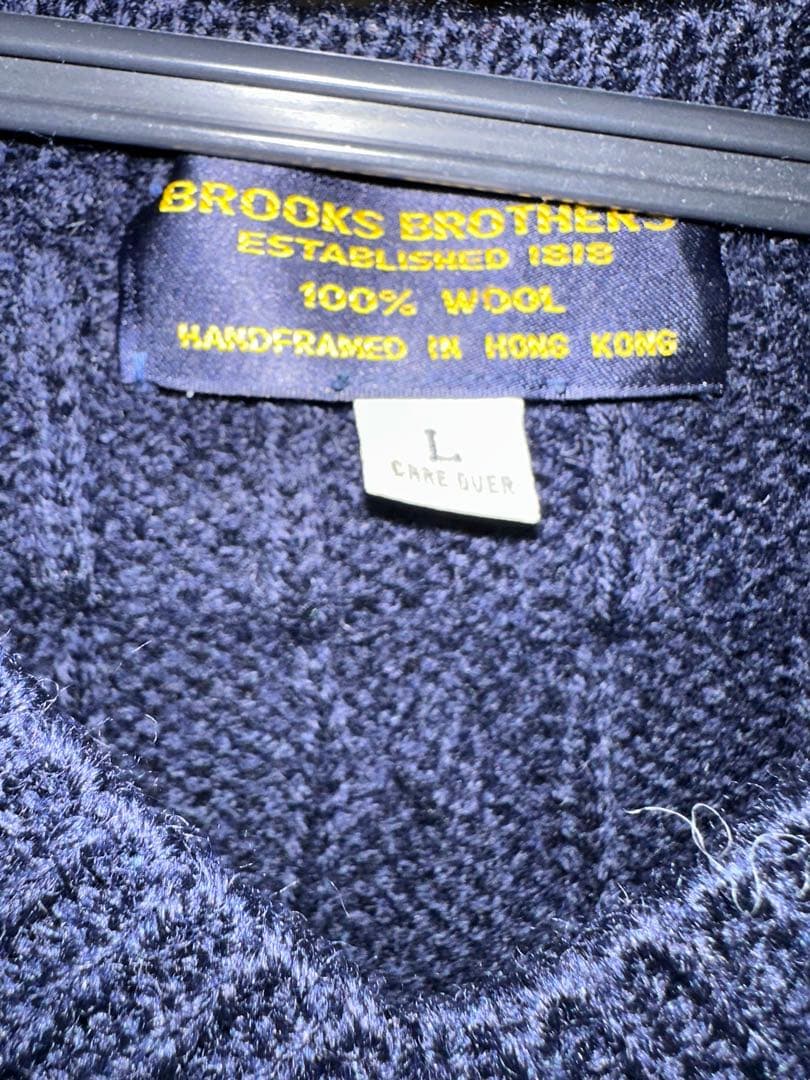 BROOKS BROTHERS
ESTABLISHED 1818
100% WOOL
HANDFRAMED IN HONG KONG
L
CARE OVER